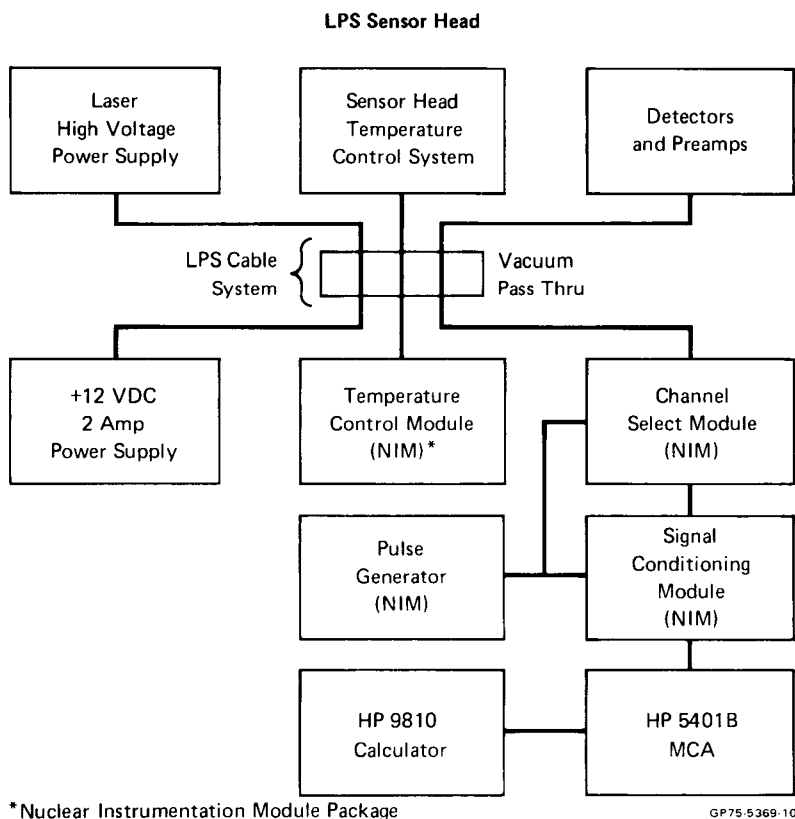 LPS Sensor Head
Laser
High Voltage
Power Supply
Sensor Head
Temperature
Control System
Detectors
and Preamps
LPS Cable
System
Vacuum
Pass Thru
+12 VDC
2 Amp
Power Supply
Temperature
Control Module
(NIM)*
Channel
Select Module
(NIM)
Pulse
Generator
(NIM)
Signal
Conditioning
Module
(NIM)
HP 9810
Calculator
HP 5401B
MCA
*Nuclear Instrumentation Module Package
GP75-5369-10